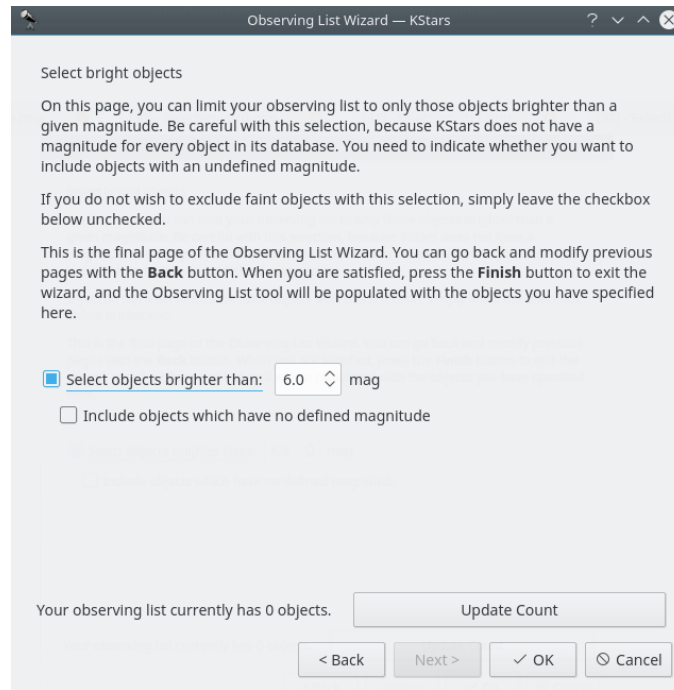 Observing List Wizard — KStars
Select bright objects
On this page, you can limit your observing list to only those objects brighter than a
given magnitude. Be careful with this selection, because KStars does not have a
magnitude for every object in its database. You need to indicate whether you want to
include objects with an undefined magnitude.
If you do not wish to exclude faint objects with this selection, simply leave the checkbox
below unchecked.
This is the final page of the Observing List Wizard. You can go back and modify previous
pages with the Back button. When you are satisfied, press the Finish button to exit the
wizard, and the Observing List tool will be populated with the objects you have specified
here.
Select objects brighter than: 6.0 mag
Include objects which have no defined magnitude
Your observing list currently has 0 objects. Update Count
< Back Next > OK Cancel